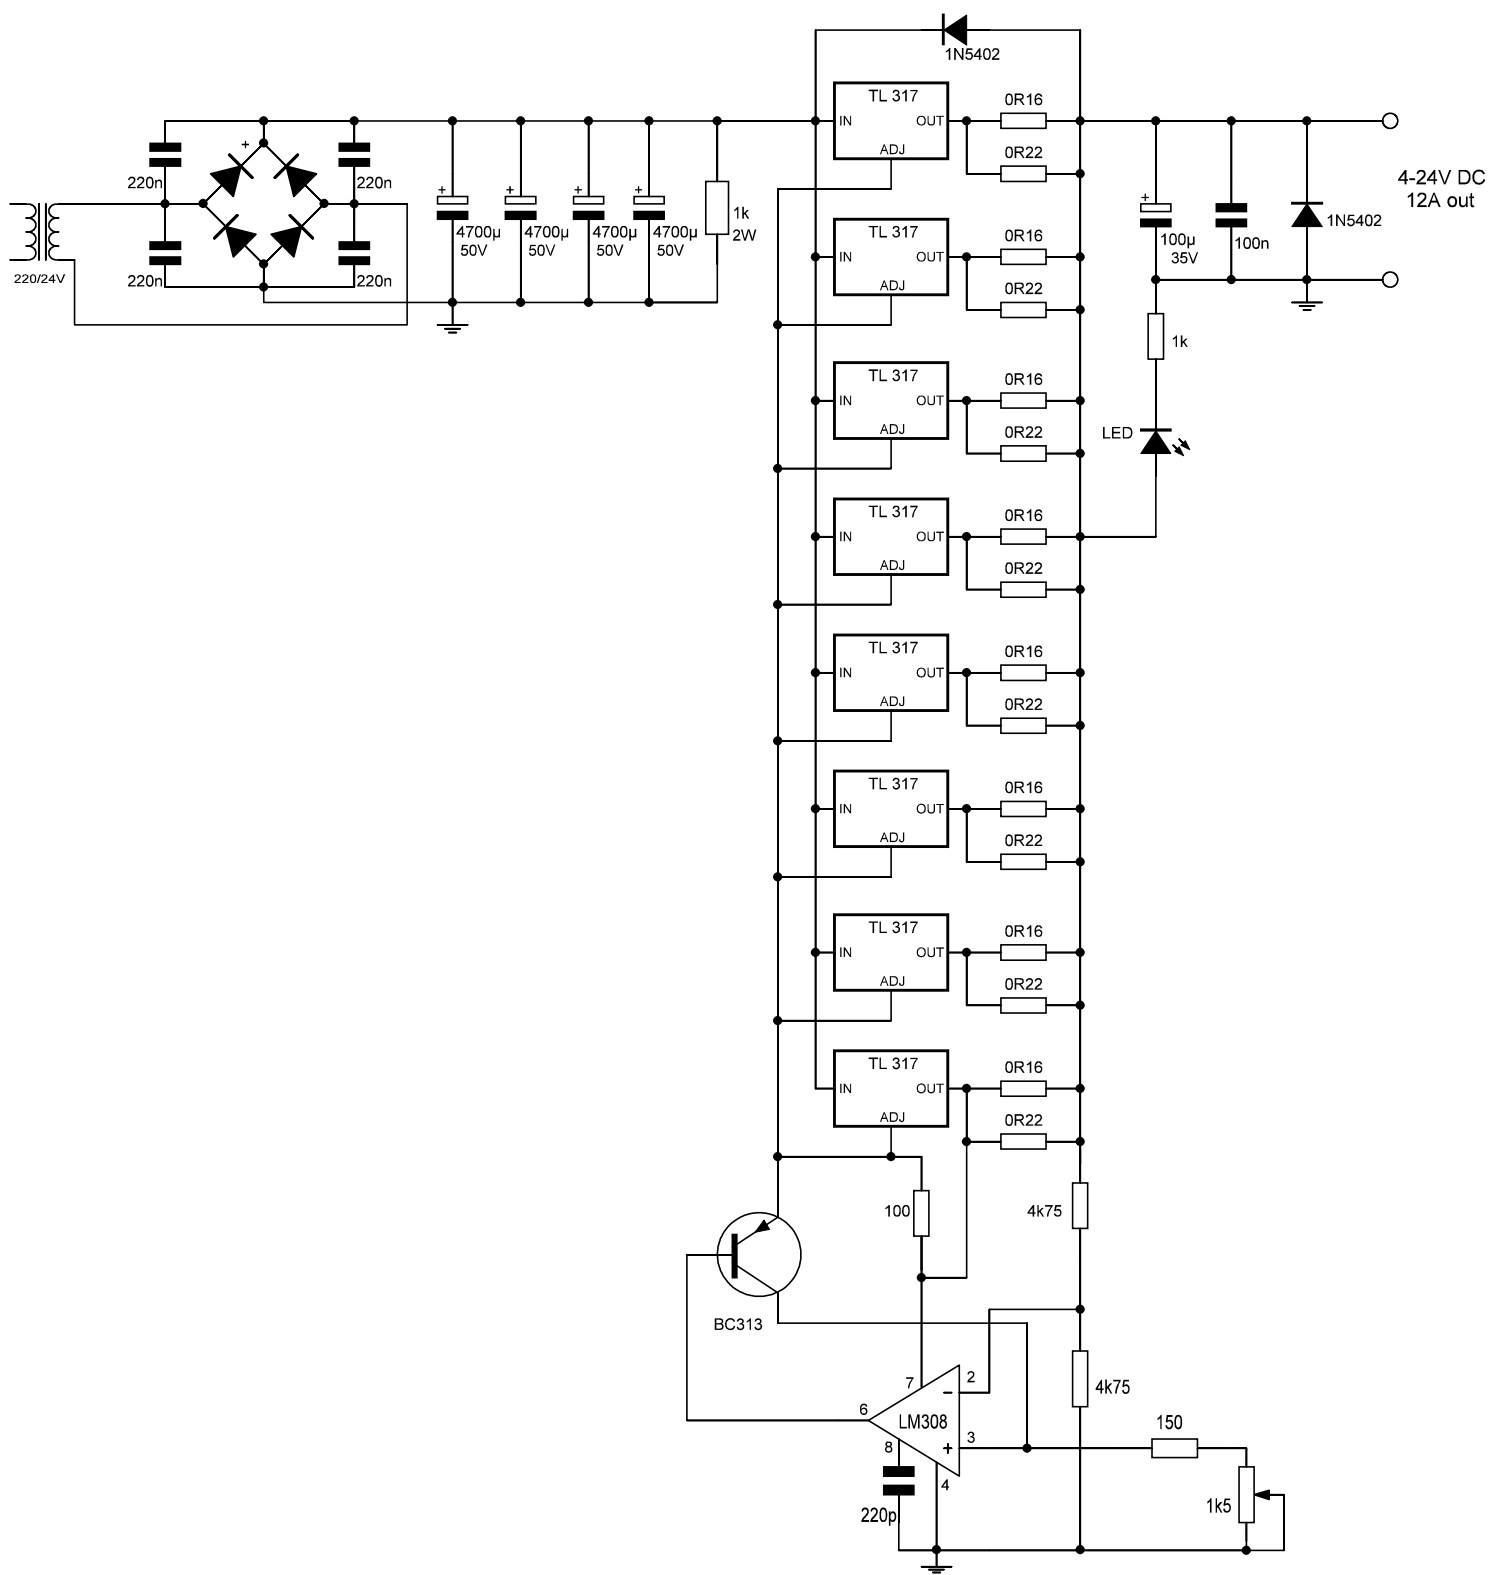 1N5402
TL 317
IN
OUT
ADJ
0R16
0R22
+
220n
220n
220n
220n
220/24V
+
4700µ
50V
+
4700µ
50V
+
4700µ
50V
+
4700µ
50V
1k
2W
4-24V DC
12A out
+
100µ
35V
100n
1N5402
TL 317
IN
OUT
ADJ
0R16
0R22
1k
LED
TL 317
IN
OUT
ADJ
0R16
0R22
TL 317
IN
OUT
ADJ
0R16
0R22
TL 317
IN
OUT
ADJ
0R16
0R22
TL 317
IN
OUT
ADJ
0R16
0R22
TL 317
IN
OUT
ADJ
0R16
0R22
TL 317
IN
OUT
ADJ
0R16
0R22
100
4k75
BC313
7
2
-
6
LM308
8
+
3
4
220p
4k75
150
1k5